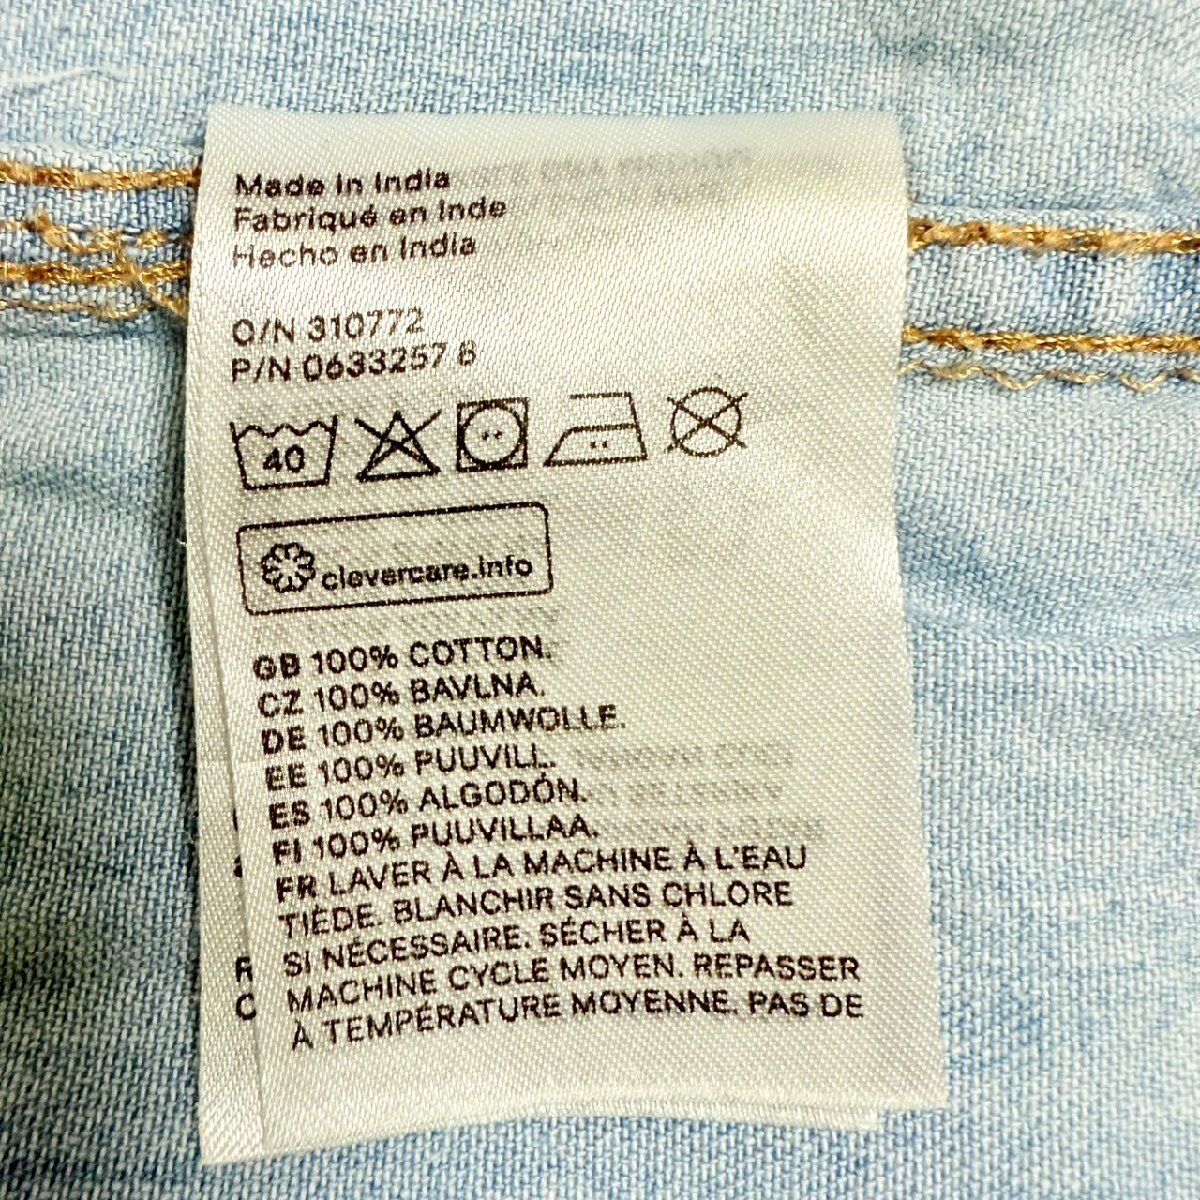 Made in India
Fabriqué en Inde
Hecho en India
O/N 310772
P/N 0633257 6
40
clevercare.info
GB 100% COTTON.
CZ 100% BAVLNA.
DE 100% BAUMWOLLE.
EE 100% PUUVILL.
ES 100% ALGODÓN.
FI 100% PUUVILLAA.
FR LAVER À LA MACHINE À L'EAU
TIÈDE. BLANCHIR SANS CHLORE
SI NÉCESSAIRE. SÉCHER À LA
MACHINE CYCLE MOYEN. REPASSER
À TEMPÉRATURE MOYENNE. PAS DE